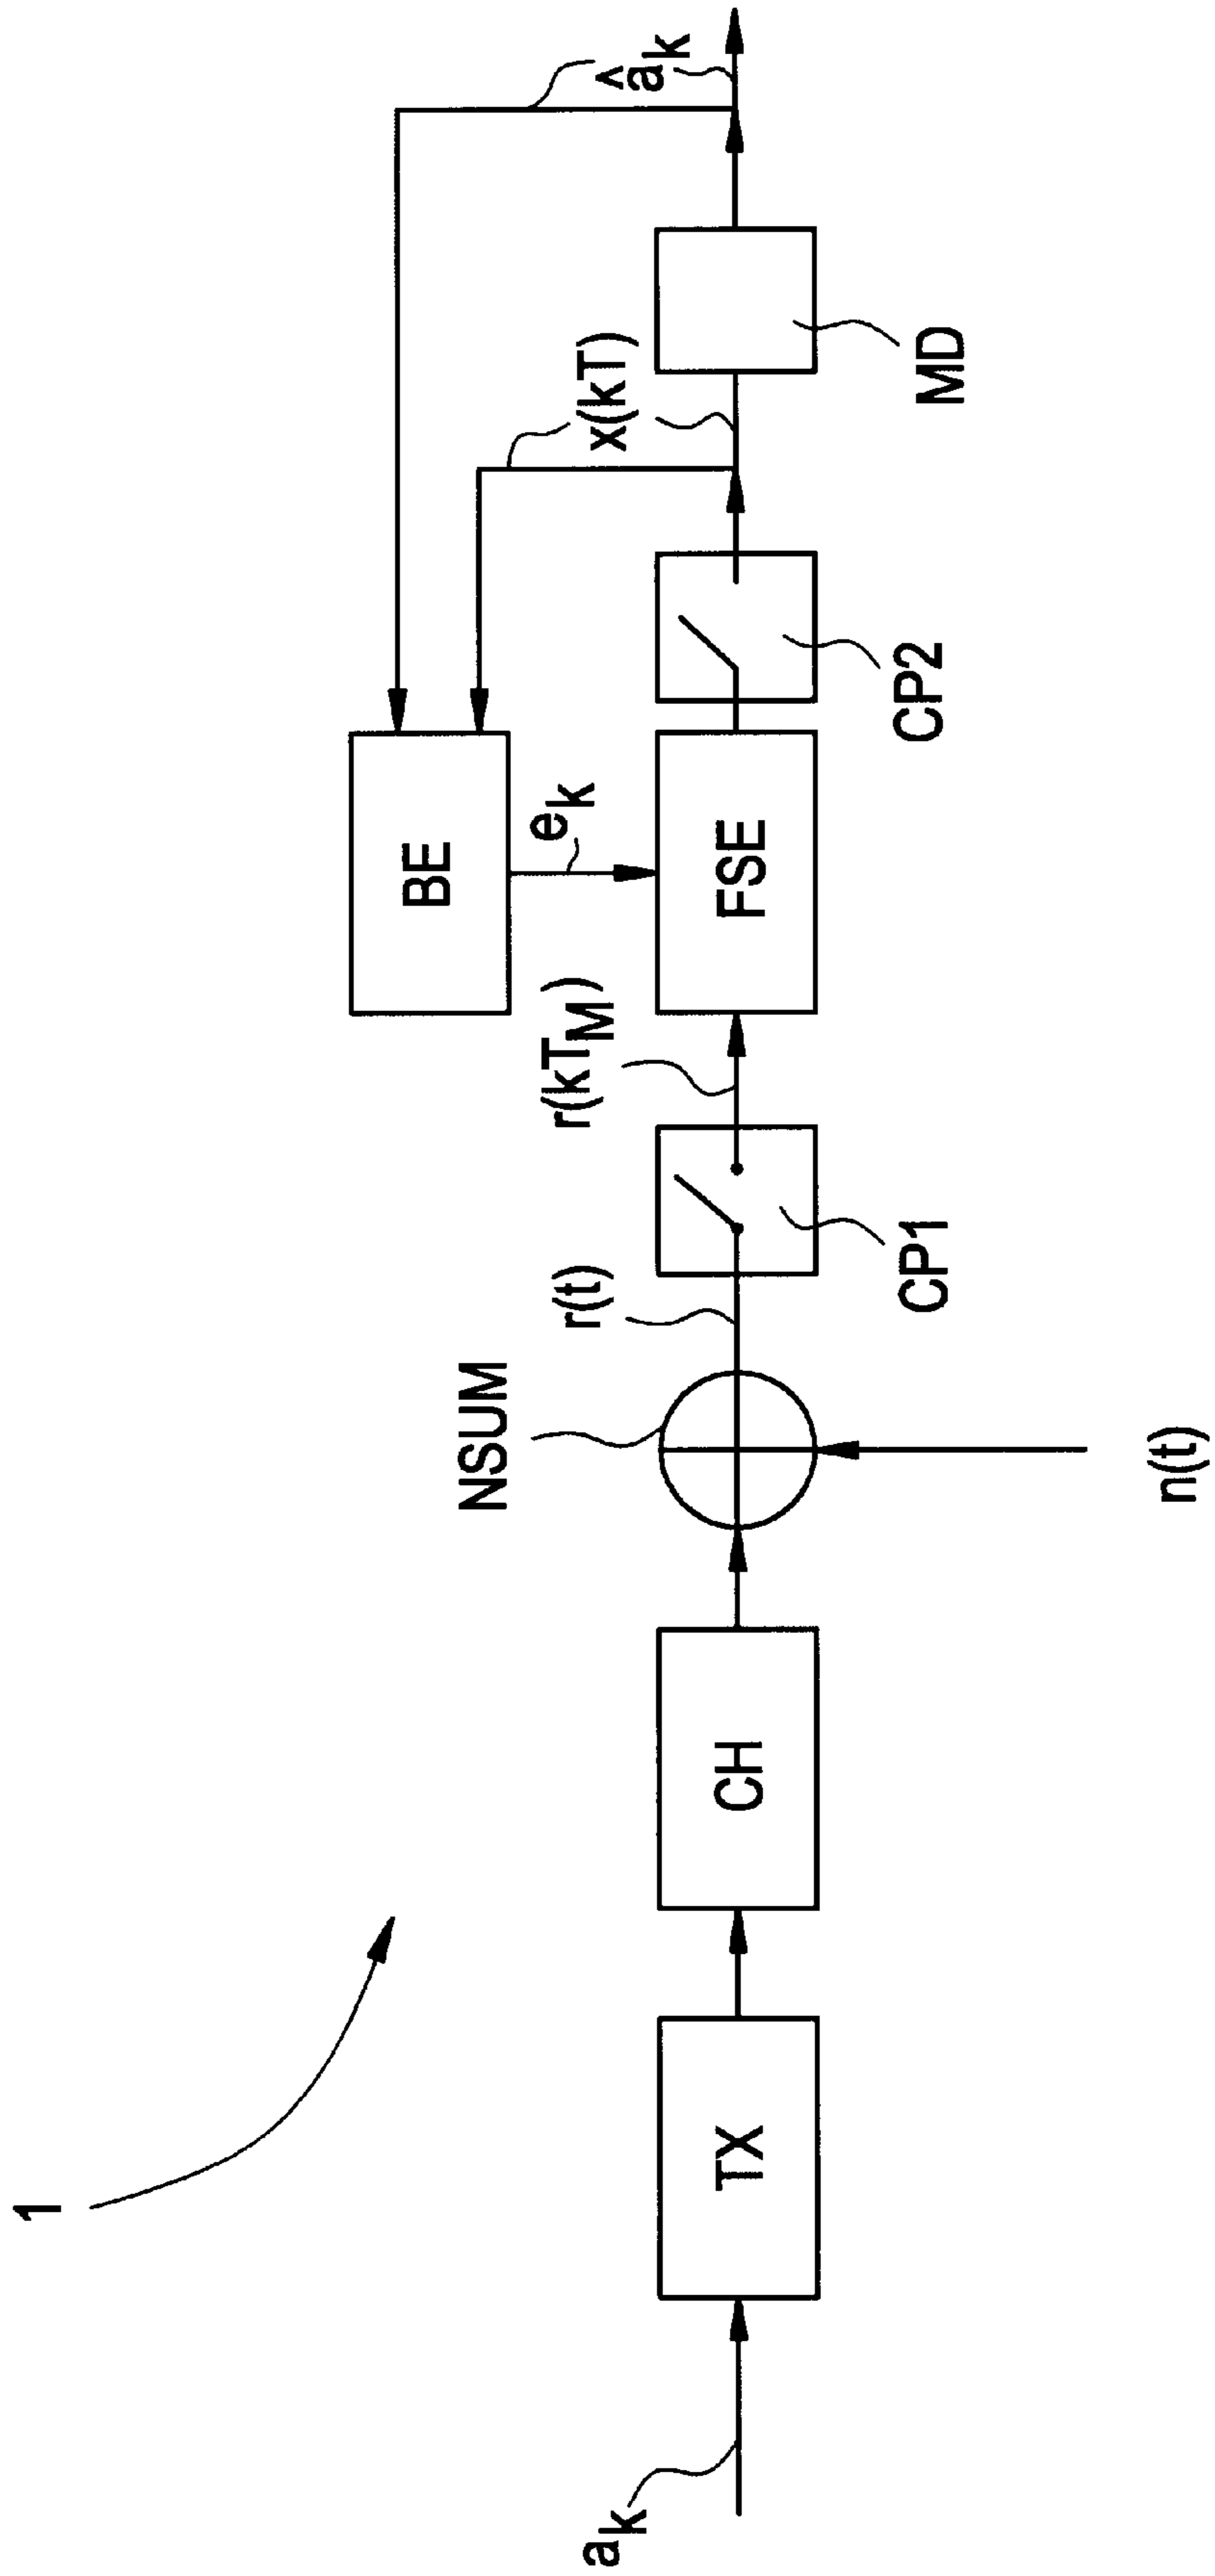 1
a_k
TX
CH
NSUM
n(t)
r(t)
CP1
r(kT_M)
FSE
e_k
BE
CP2
x(kT)
MD
â_k